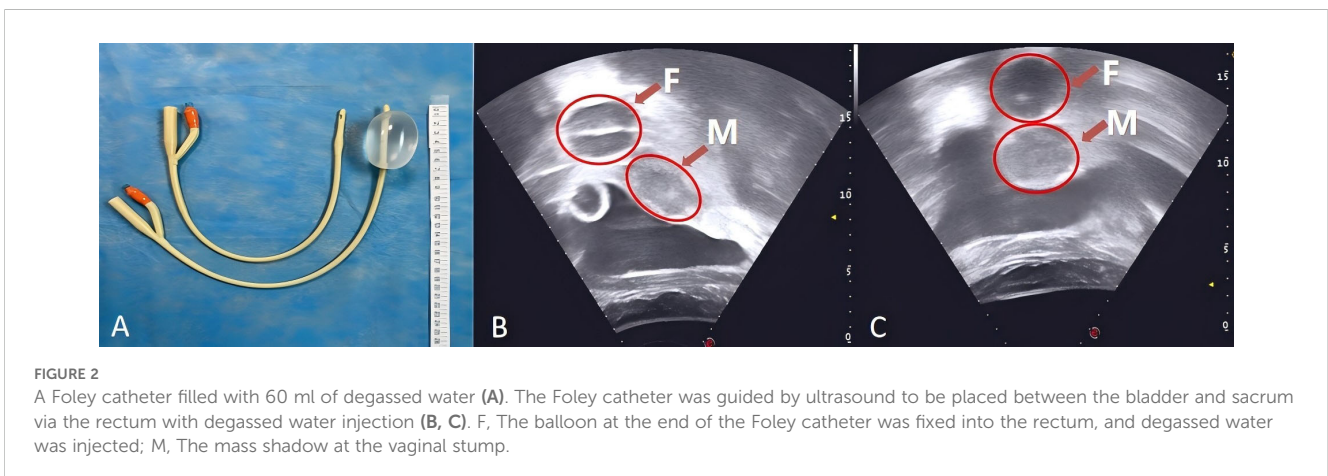 F
M
15
10
5
0
A
B
F
M
15
10
5
0
C
FIGURE 2
A Foley catheter filled with 60 ml of degassed water (A). The Foley catheter was guided by ultrasound to be placed between the bladder and sacrum
via the rectum with degassed water injection (B, C). F, The balloon at the end of the Foley catheter was fixed into the rectum, and degassed water
was injected; M, The mass shadow at the vaginal stump.